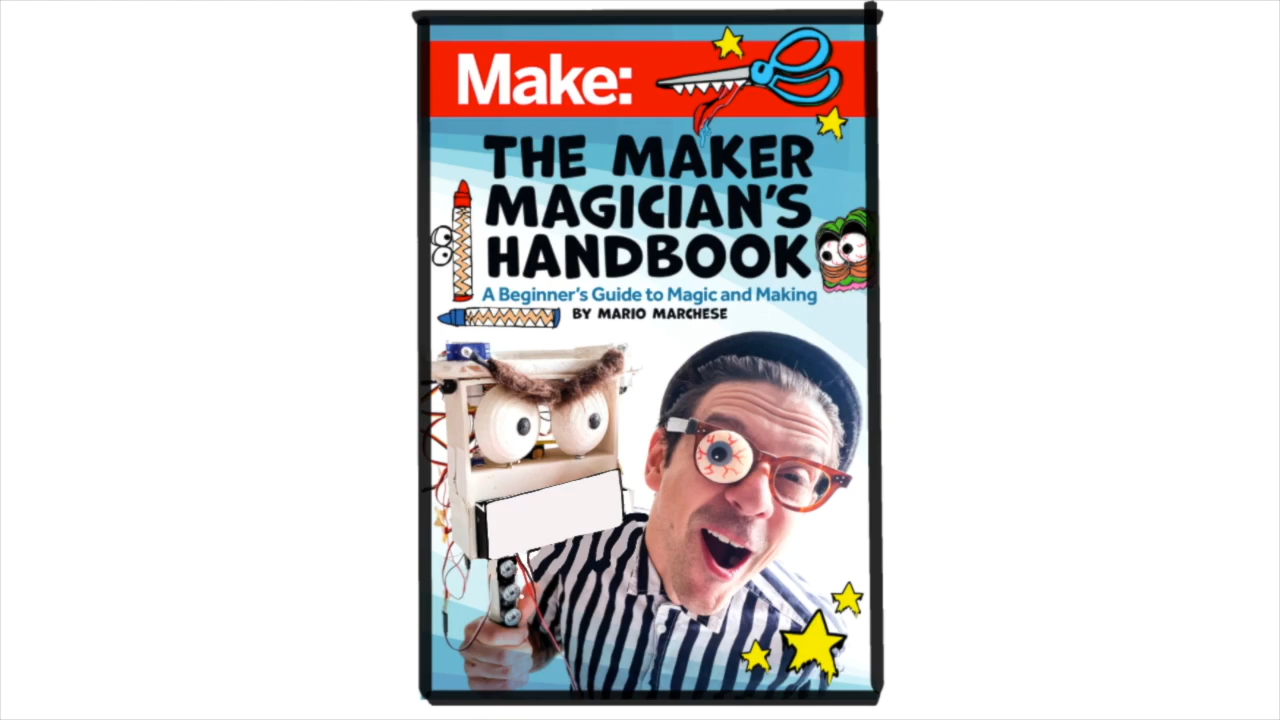 Make:
THE MAKER
MAGICIAN'S
HANDBOOK
A Beginner's Guide to Magic and Making
BY MARIO MARCHESE